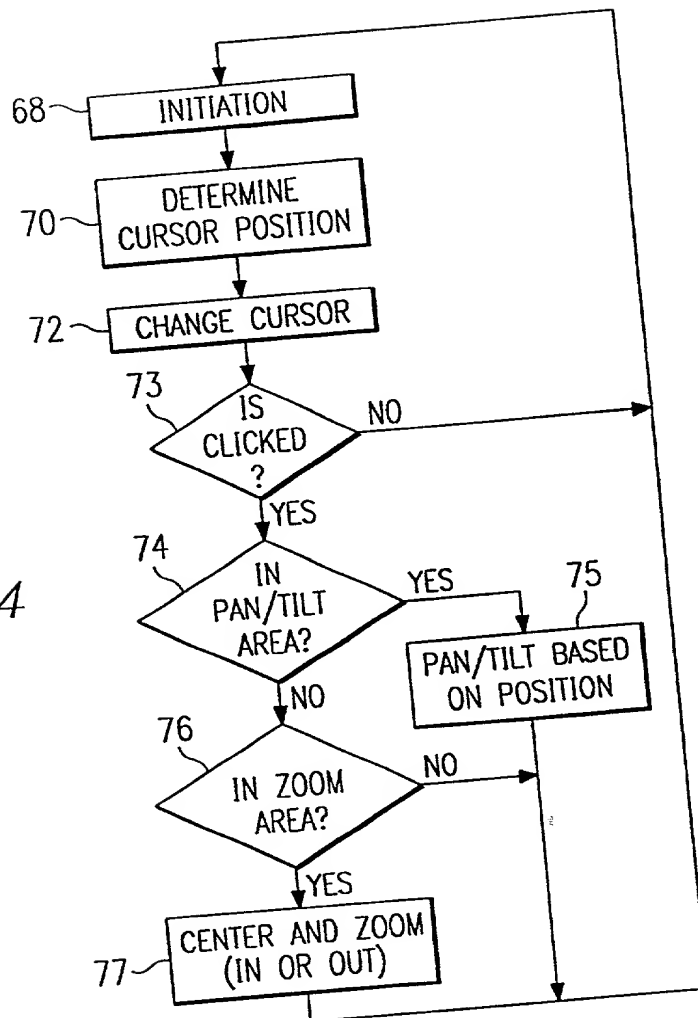 68
INITIATION
70
DETERMINE
CURSOR POSITION
72
CHANGE CURSOR
73
IS
CLICKED
?
NO
YES
74
IN
PAN/TILT
AREA?
YES
75
PAN/TILT BASED
ON POSITION
4
NO
76
IN ZOOM
AREA?
NO
YES
77
CENTER AND ZOOM
(IN OR OUT)